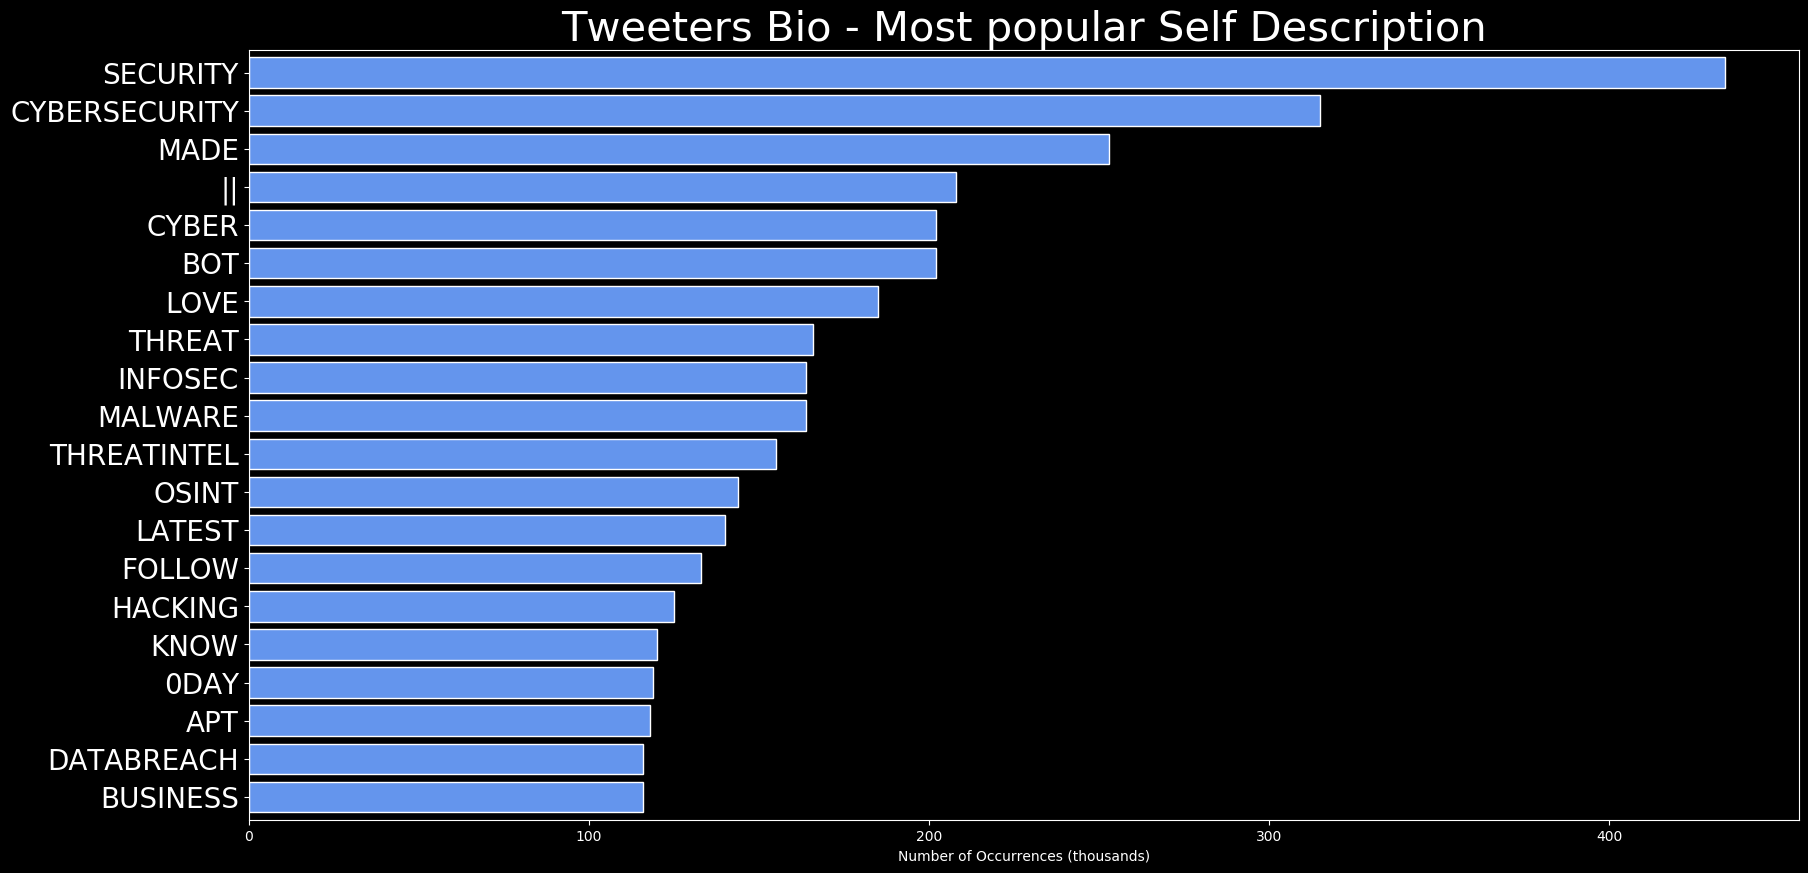 Tweeters Bio - Most popular Self Description
SECURITY
CYBERSECURITY
MADE
||
CYBER
BOT
LOVE
THREAT
INFOSEC
MALWARE
THREATINTEL
OSINT
LATEST
FOLLOW
HACKING
KNOW
0DAY
APT
DATABREACH
BUSINESS
0 100 200 300 400
Number of Occurrences (thousands)